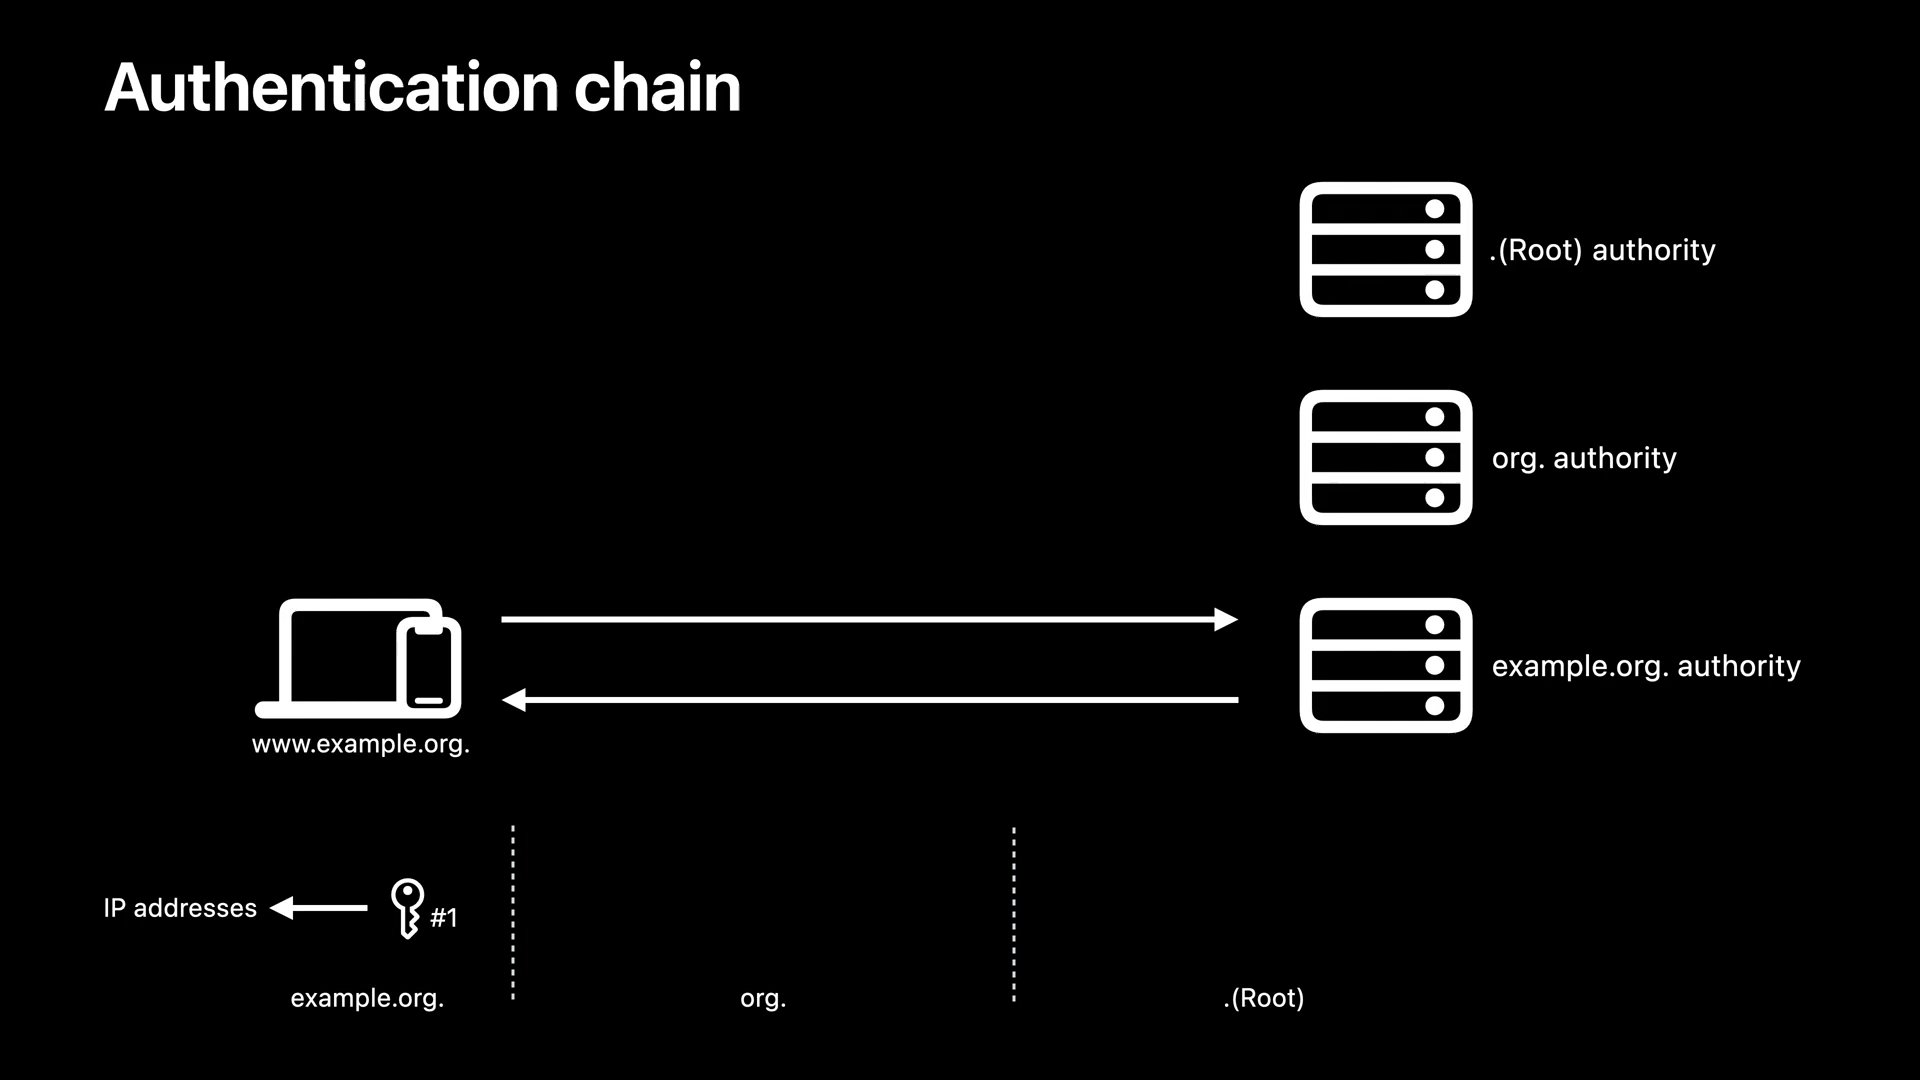 Authentication chain
.(Root) authority
org. authority
example.org. authority
www.example.org.
IP addresses
#1
example.org.
org.
.(Root)